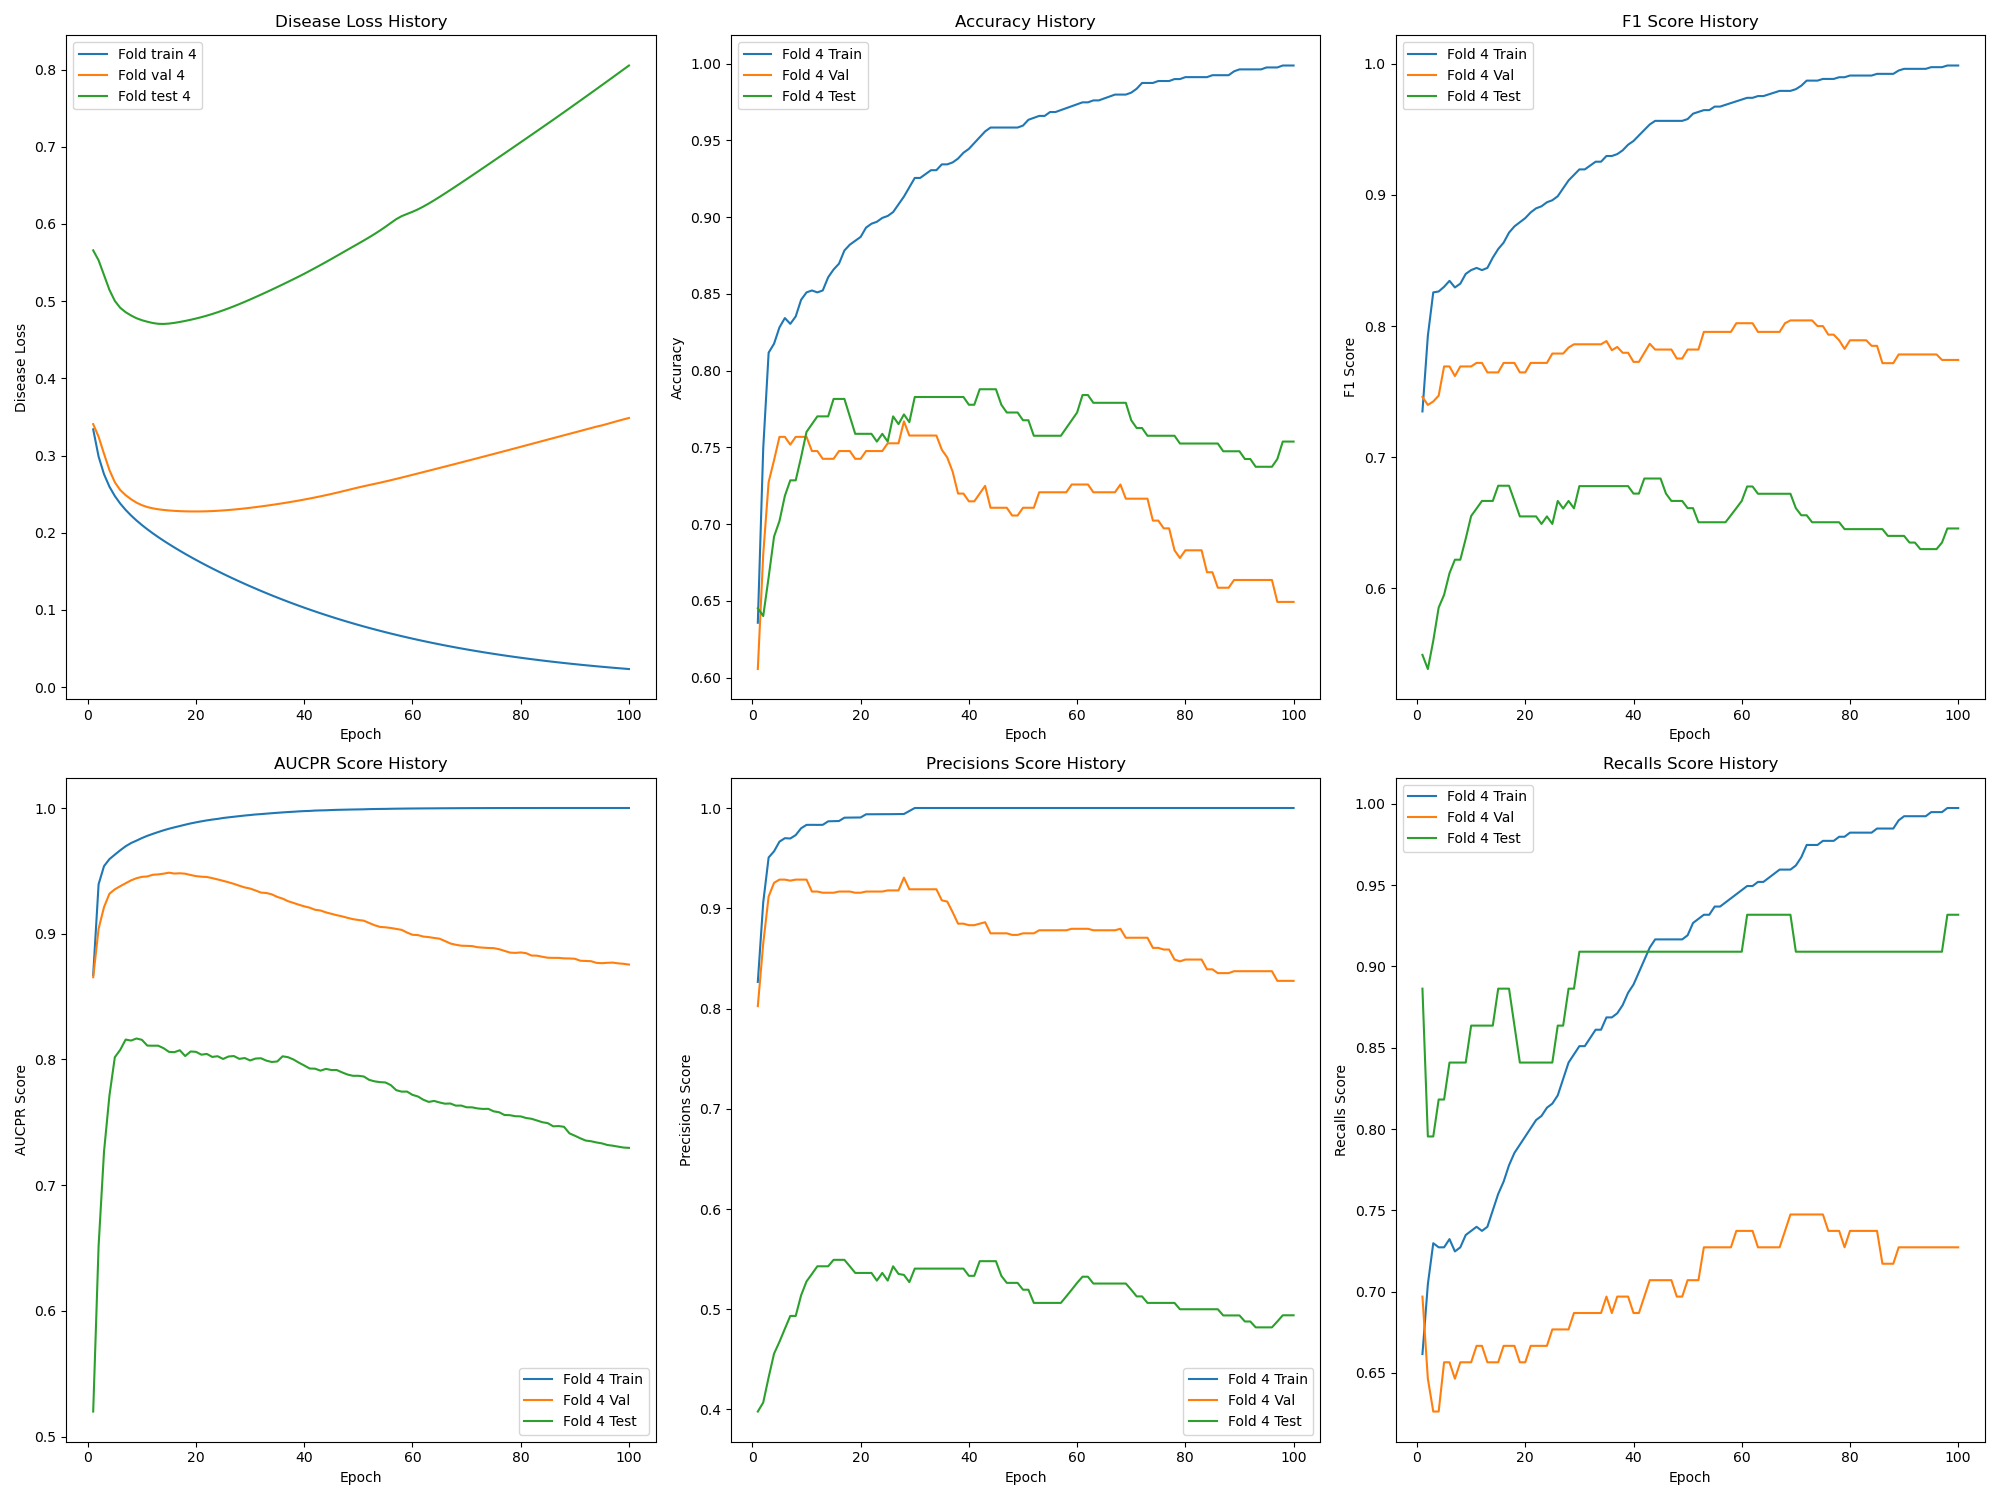 Disease Loss History
Fold train 4
Fold val 4
Fold test 4
Disease Loss
0.8
0.7
0.6
0.5
0.4
0.3
0.2
0.1
0.0
0 20 40 60 80 100
Epoch
Accuracy History
Fold 4 Train
Fold 4 Val
Fold 4 Test
Accuracy
1.00
0.95
0.90
0.85
0.80
0.75
0.70
0.65
0.60
0 20 40 60 80 100
Epoch
F1 Score History
Fold 4 Train
Fold 4 Val
Fold 4 Test
F1 Score
1.0
0.9
0.8
0.7
0.6
0 20 40 60 80 100
Epoch
AUCPR Score History
AUCPR Score
1.0
0.9
0.8
0.7
0.6
0.5
Fold 4 Train
Fold 4 Val
Fold 4 Test
0 20 40 60 80 100
Epoch
Precisions Score History
Precisions Score
1.0
0.9
0.8
0.7
0.6
0.5
0.4
Fold 4 Train
Fold 4 Val
Fold 4 Test
0 20 40 60 80 100
Epoch
Recalls Score History
Fold 4 Train
Fold 4 Val
Fold 4 Test
Recalls Score
1.00
0.95
0.90
0.85
0.80
0.75
0.70
0.65
0 20 40 60 80 100
Epoch